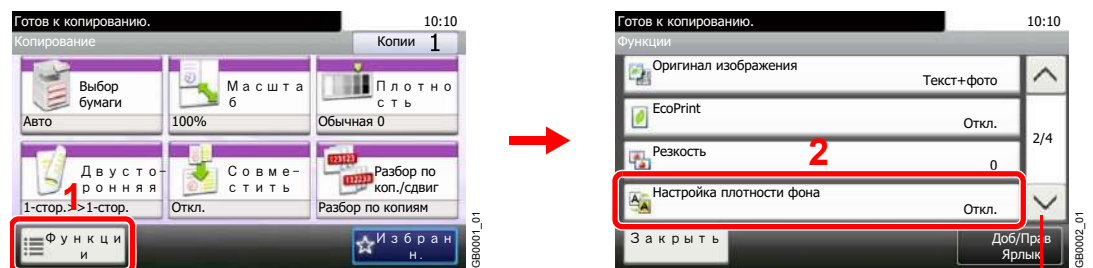 Готов к копированию. 10:10
Копирование
Копии 1
Выбор
бумаги
Авто
Масшта
б
100%
Плотно
сть
Обычная 0
Двусто-
ронняя
1-стор.>>1-стор.
Совме-
стить
Откл.
123123
112233
Разбор по
коп./сдвиг
Разбор по копиям
1
Функци
и
Избран
н.
GB0001_01
Готов к копированию. 10:10
Функции
Оригинал изображения
Текст+фото
EcoPrint
Откл.
2/4
Резкость
0
2
Настройка плотности фона
Откл.
Закрыть
Доб/Прав
Ярлык
GB0002_01